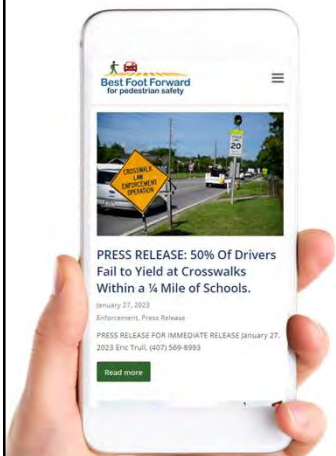 Best Foot Forward
for pedestrian safety
CROSSWALK
LAW
ENFORCEMENT
OPERATION
20
PRESS RELEASE: 50% Of Drivers
Fail to Yield at Crosswalks
Within a ¼ Mile of Schools.
January 27, 2023
Enforcement, Press Release
PRESS RELEASE FOR IMMEDIATE RELEASE January 27,
2023 Eric Trull, (407) 569-8993
Read more